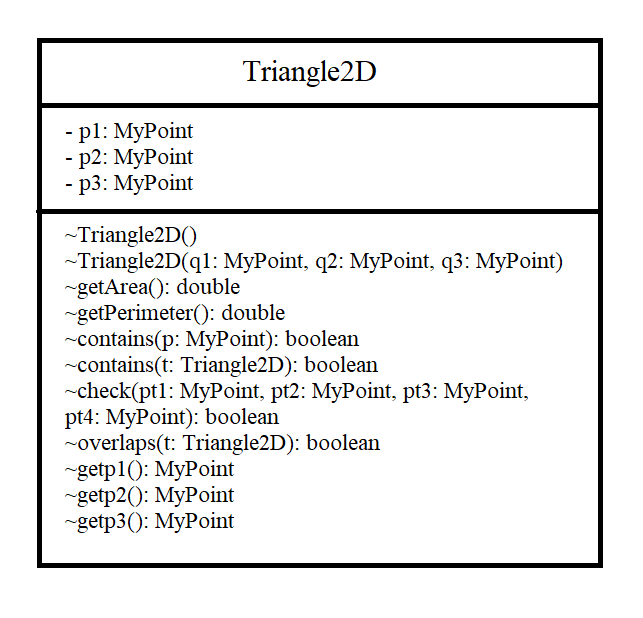 Triangle2D
- p1: MyPoint
- p2: MyPoint
- p3: MyPoint
~Triangle2D()
~Triangle2D(q1: MyPoint, q2: MyPoint, q3: MyPoint)
~getArea(): double
~getPerimeter(): double
~contains(p: MyPoint): boolean
~contains(t: Triangle2D): boolean
~check(pt1: MyPoint, pt2: MyPoint, pt3: MyPoint,
pt4: MyPoint): boolean
~overlaps(t: Triangle2D): boolean
~getp1(): MyPoint
~getp2(): MyPoint
~getp3(): MyPoint